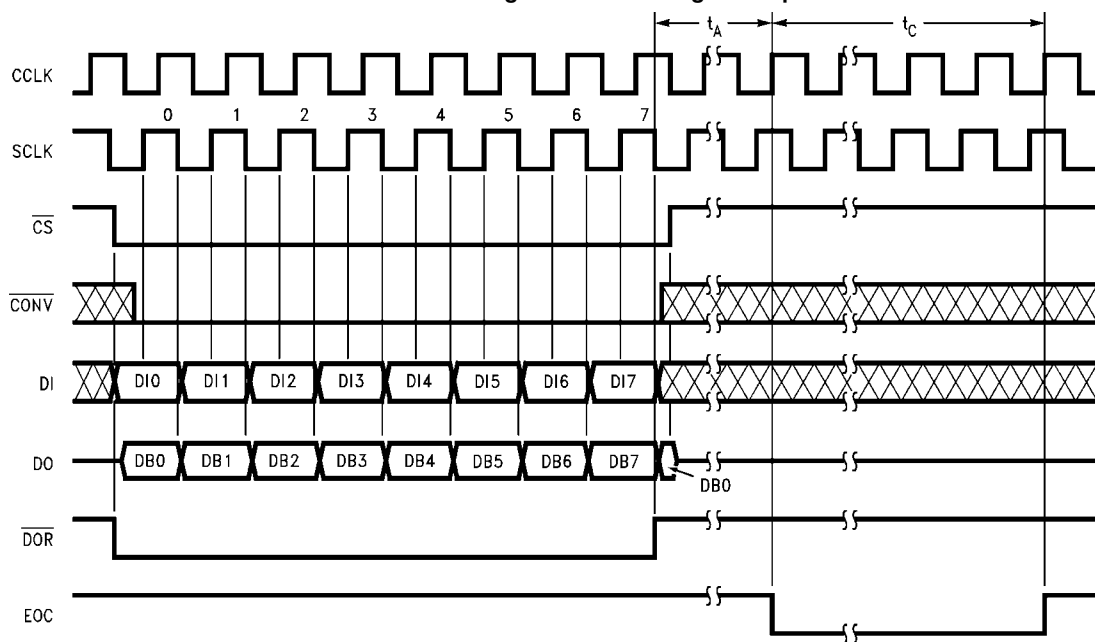 tA
tC
CCLK
0 1 2 3 4 5 6 7
SCLK
CS
CONV
DI DI0 DI1 DI2 DI3 DI4 DI5 DI6 DI7
DO DB0 DB1 DB2 DB3 DB4 DB5 DB6 DB7
DB0
DOR
EOC